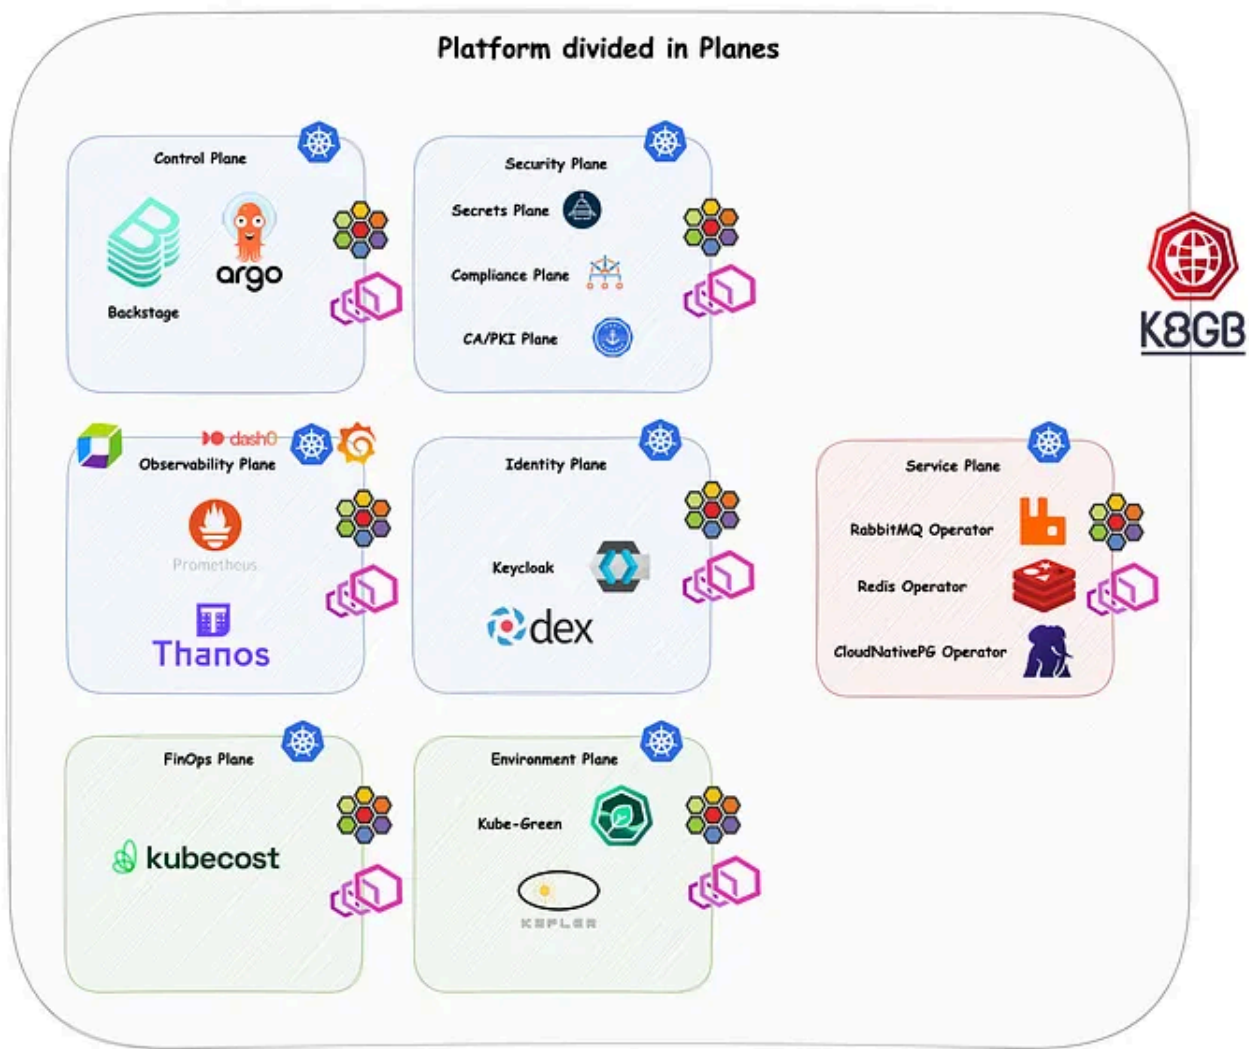 Platform divided in Planes
Control Plane
Backstage
argo
Security Plane
Secrets Plane
Compliance Plane
CA/PKI Plane
K8GB
dash0
Observability Plane
Prometheus
Thanos
Identity Plane
Keycloak
dex
Service Plane
RabbitMQ Operator
Redis Operator
CloudNativePG Operator
FinOps Plane
kubecost
Environment Plane
Kube-Green
KEPLER